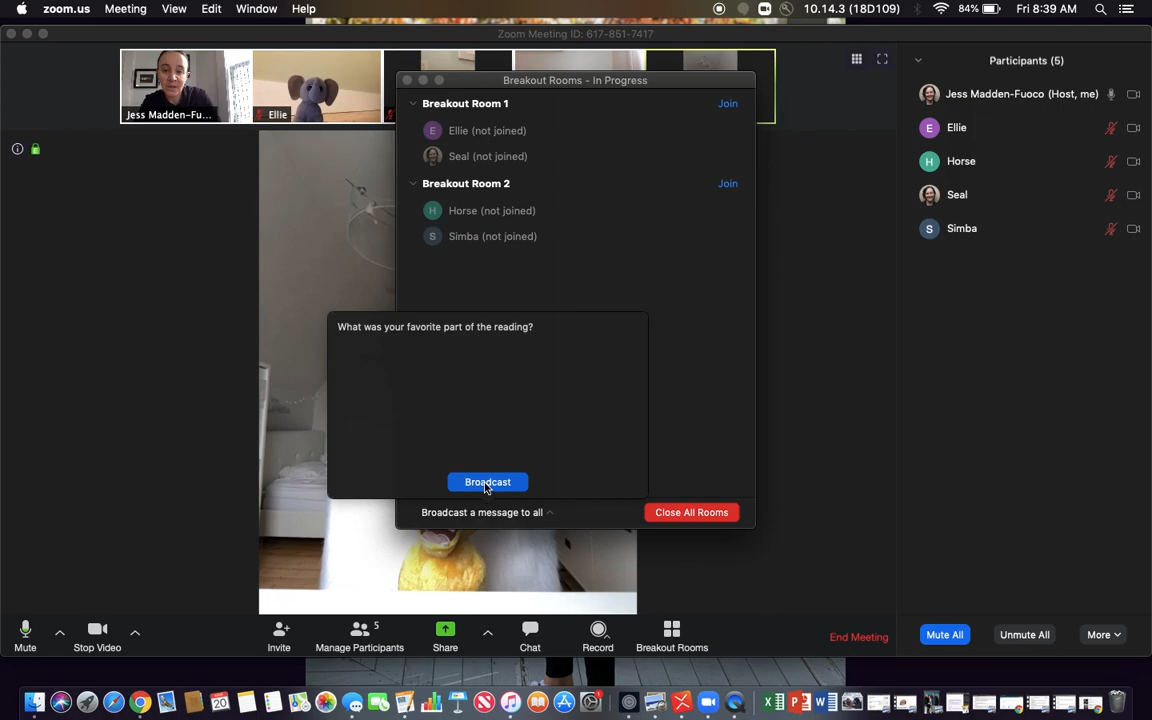 zoom.us Meeting View Edit Window Help 10.14.3 (18D109) 84% Fri 8:39 AM
Zoom Meeting ID: 617-851-7417
Jess Madden-Fu...
Ellie
Breakout Rooms - In Progress
Breakout Room 1 Join
E Ellie (not joined)
Seal (not joined)
Breakout Room 2 Join
H Horse (not joined)
S Simba (not joined)
What was your favorite part of the reading?
Broadcast
Broadcast a message to all
Close All Rooms
Participants (5)
Jess Madden-Fuoco (Host, me)
E Ellie
H Horse
Seal
S Simba
Mute
Stop Video
Invite
5
Manage Participants
Share
Chat
Record
Breakout Rooms
End Meeting
Mute All
Unmute All
More
20
1